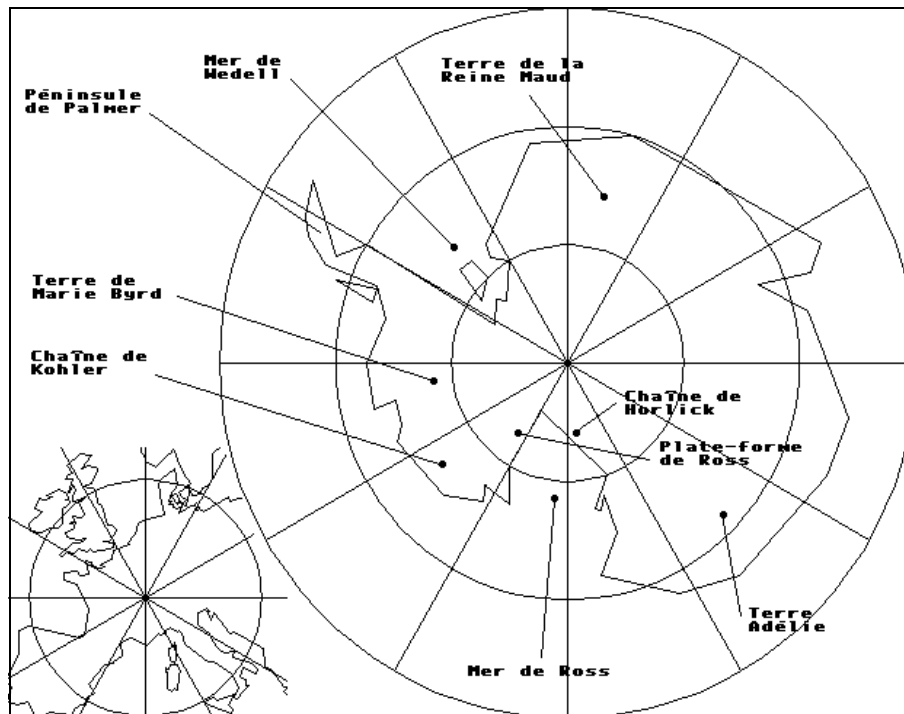 Mer de
Wedell
Terre de la
Reine Maud
Péninsule
de Palmer
Terre de
Marie Byrd
Chaîne de
Kohler
Chaîne de
Horlick
Plate-forme
de Ross
Terre
Adélie
Mer de Ross